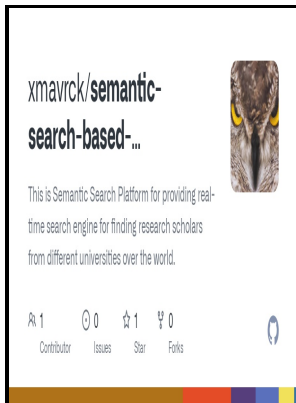 xmavrck/semantic-
search-based-...
This is Semantic Search Platform for providing real-
time search engine for finding research scholars
from different universities over the world.
1 0 1 0
Contributor Issues Star Forks